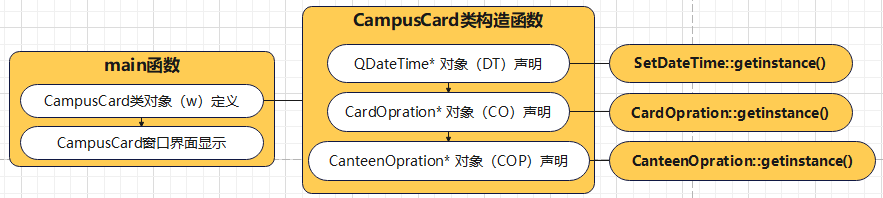 main函数
CampusCard类对象（w）定义
CampusCard窗口界面显示
CampusCard类构造函数
QDateTime* 对象（DT）声明
CardOpration* 对象（CO）声明
CanteenOpration* 对象（COP）声明
SetDateTime::getinstance()
CardOpration::getinstance()
CanteenOpration::getinstance()